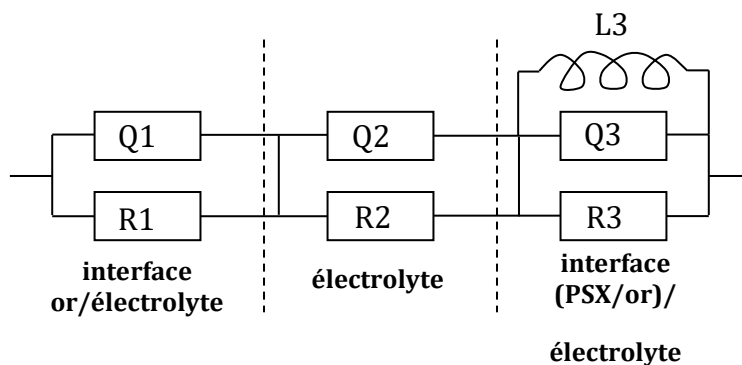 L3
Q1
Q2
Q3
R1
R2
R3
interface
or/électrolyte
électrolyte
interface
(PSX/or)/
électrolyte